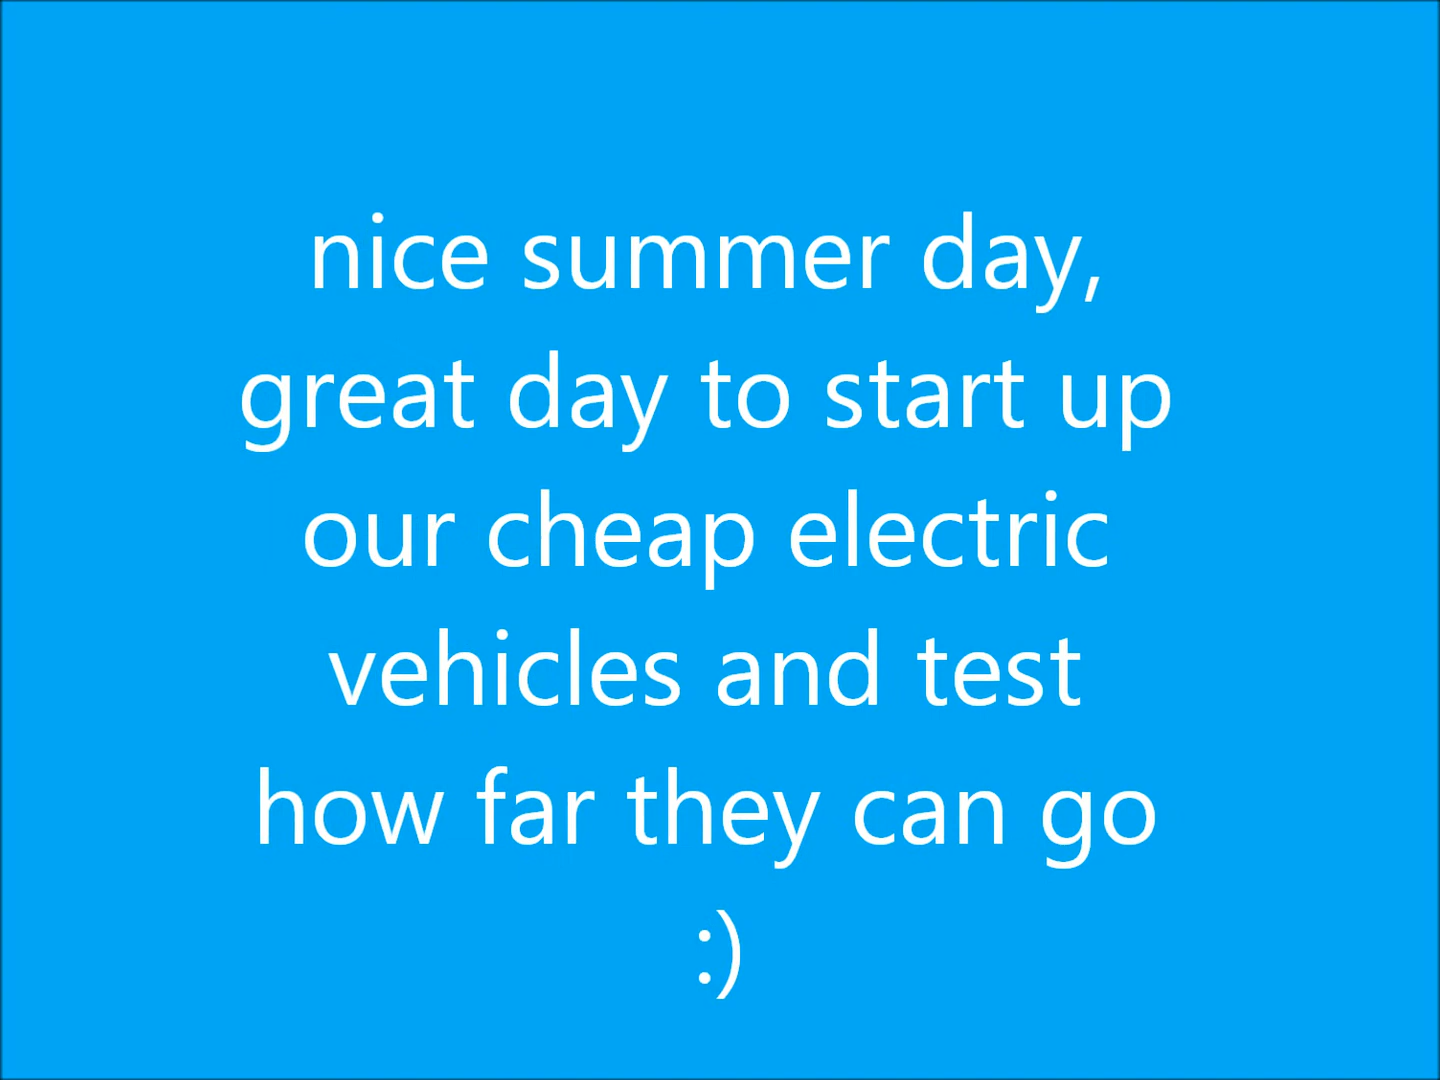 nice summer day,
great day to start up
our cheap electric
vehicles and test
how far they can go
:)